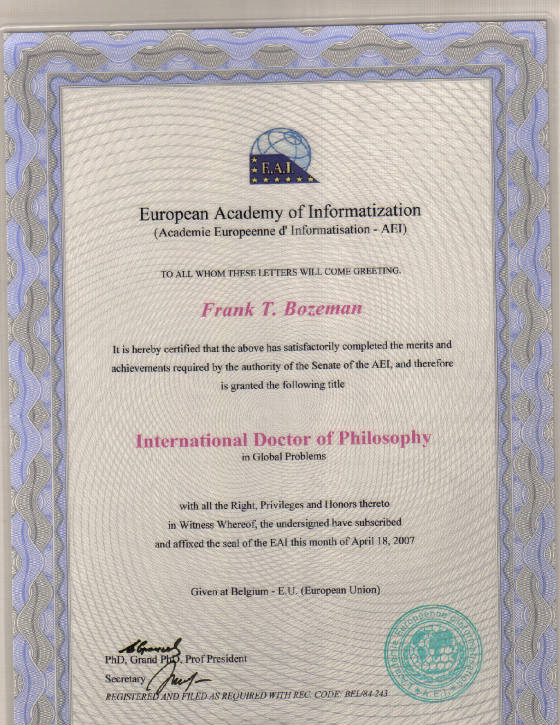 E.A.I.
European Academy of Informatization
(Academie Europeenne d' Informatisation - AEI)
TO ALL WHOM THESE LETTERS WILL COME GREETING.
Frank T. Bozeman
It is hereby certified that the above has satisfactorily completed the merits and
achievements required by the authority of the Senate of the AEI, and therefore
is granted the following title
International Doctor of Philosophy
in Global Problems
with all the Right, Privileges and Honors thereto
in Witness Whereof, the undersigned have subscribed
and affixed the seal of the EAI this month of April 18, 2007
Given at Belgium - E.U. (European Union)
PhD, Grand PhD, Prof President
Secretary
REGISTERED AND FILED AS REQUIRED WITH REC. CODE: BEL/84-243